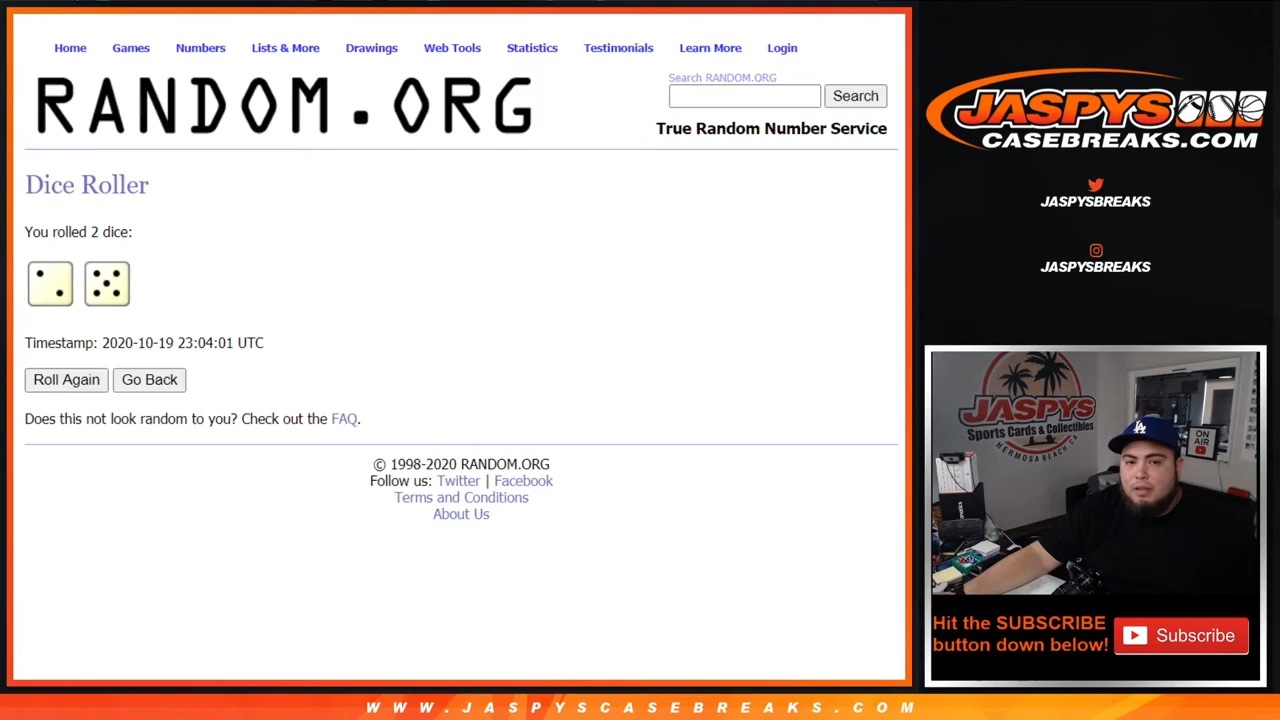 Home Games Numbers Lists & More Drawings Web Tools Statistics Testimonials Learn More Login
RANDOM.ORG
Search RANDOM.ORG
Search
True Random Number Service
Dice Roller
You rolled 2 dice:
Timestamp: 2020-10-19 23:04:01 UTC
Roll Again Go Back
Does this not look random to you? Check out the FAQ.
© 1998-2020 RANDOM.ORG
Follow us: Twitter | Facebook
Terms and Conditions
About Us
JASPYS
CASEBREAKS.COM
JASPYSBREAKS
JASPYSBREAKS
JASPYS
Sports Cards & Collectibles
HERMOSA BEACH, CA
LA
ON
AIR
Hit the SUBSCRIBE
button down below!
Subscribe
WWW.JASPYSCASEBREAKS.COM